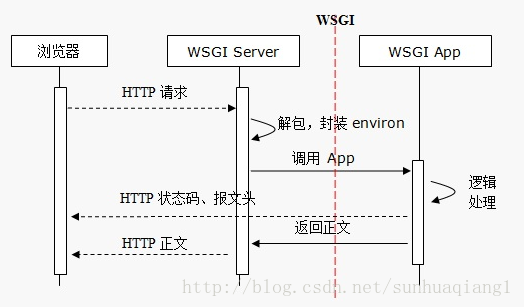 WSGI
浏览器
WSGI Server
WSGI App
HTTP 请求
解包，封装 environ
调用 App
逻辑
处理
HTTP 状态码、报文头
返回正文
HTTP 正文
http://blog.csdn.net/sunhuaqiang1